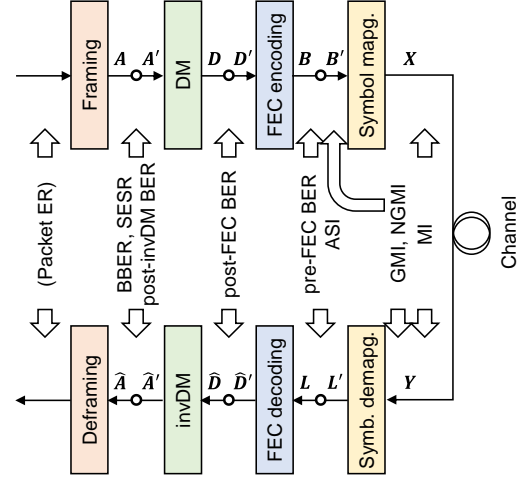 Framing
A
A′
DM
D
D′
FEC encoding
B
B′
Symbol mapg.
X
(Packet ER)
BBER, SESR
post-invDM BER
post-FEC BER
pre-FEC BER
ASI
GMI, NGMI
MI
Channel
Deframing
Â
Â′
invDM
D̂
D̂′
FEC decoding
L
L′
Symb. demapg.
Y